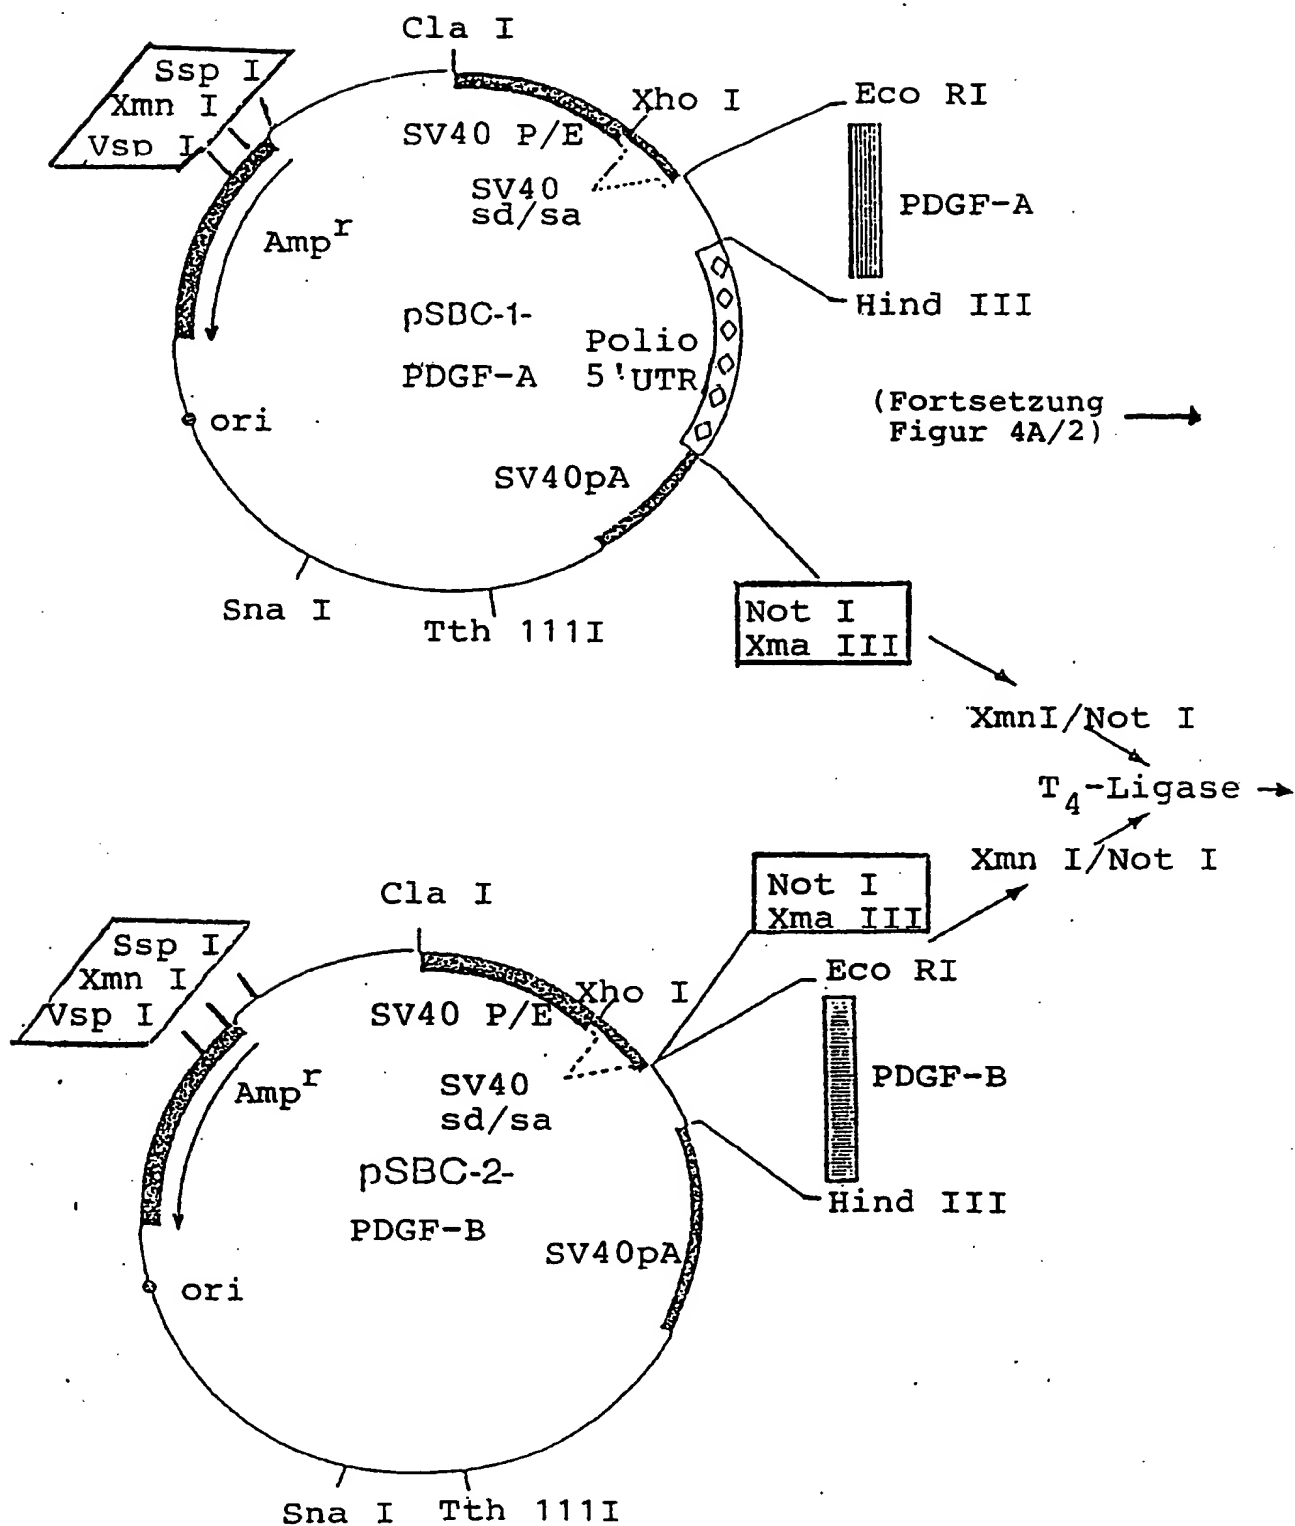 Cla I
Ssp I
Xmn I
Vsp I
Xho I
Eco RI
SV40 P/E
SV40
sd/sa
PDGF-A
Amp^r
Hind III
pSBC-1-
PDGF-A
Polio
5'UTR
(Fortsetzung
Figur 4A/2)
ori
SV40pA
Sna I
Tth 111I
Not I
Xma III
XmnI/Not I
T4-Ligase
Xmn I/Not I
Not I
Xma III
Cla I
Ssp I
Xmn I
Vsp I
Eco RI
Xho I
SV40 P/E
SV40
sd/sa
PDGF-B
Amp^r
pSBC-2-
PDGF-B
Hind III
SV40pA
ori
Sna I
Tth 111I